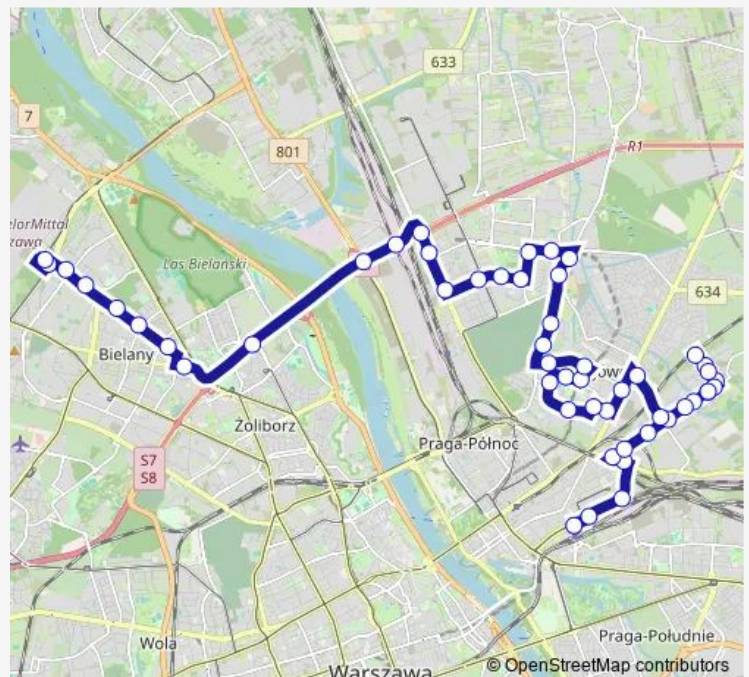 633
7
801
R1
elorMittal
zawa
Las Bielański
634
Bielany
Żoliborz
Praga-Północ
S7
S8
Wola
Praga-Południe
Warszawa
© OpenStreetMap contributors